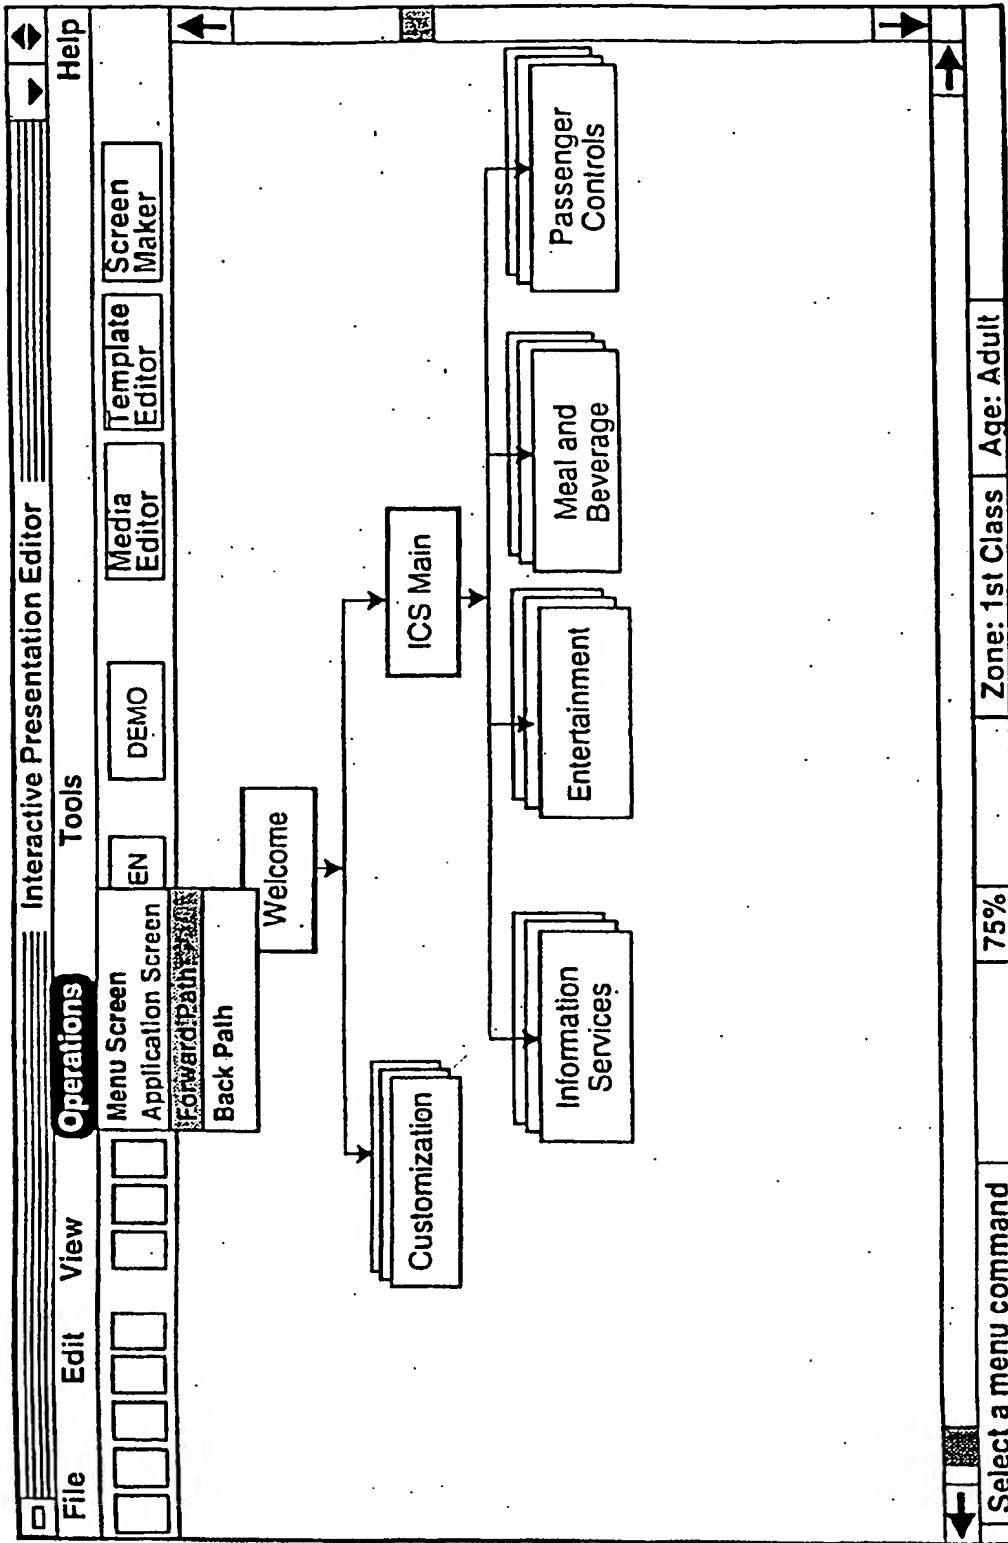 Interactive Presentation Editor
File Edit View Operations Tools Help
Menu Screen
Application Screen
Forward Path
Back Path
EN
DEMO
Media
Editor
Template
Editor
Screen
Maker
Welcome
Customization
ICS Main
Information
Services
Entertainment
Meal and
Beverage
Passenger
Controls
Select a menu command 75% Zone: 1st Class Age: Adult